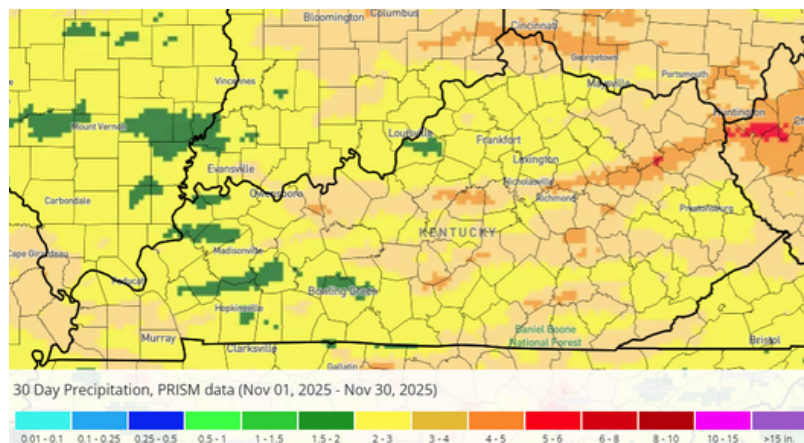 Bloomington
Columbus
Cincinnati
Georgetown
Vincennes
Maysville
Portsmouth
Huntington
Mount Vernon
Louisville
Frankfort
Lexington
Evansville
Nicholasville
Owensboro
Richmond
Carbondale
Prestonsburg
KENTUCKY
Madisonville
Cape Girardeau
Paducah
Bowling Green
Hopkinsville
Murray
Clarksville
Daniel Boone
National Forest
Bristol
Gallatin
30 Day Precipitation, PRISM data (Nov 01, 2025 - Nov 30, 2025)
0.01 - 0.1 0.1 - 0.25 0.25 - 0.5 0.5 - 1 1 - 1.5 1.5 - 2 2 - 3 3 - 4 4 - 5 5 - 6 6 - 8 8 - 10 10 - 15 >15 in